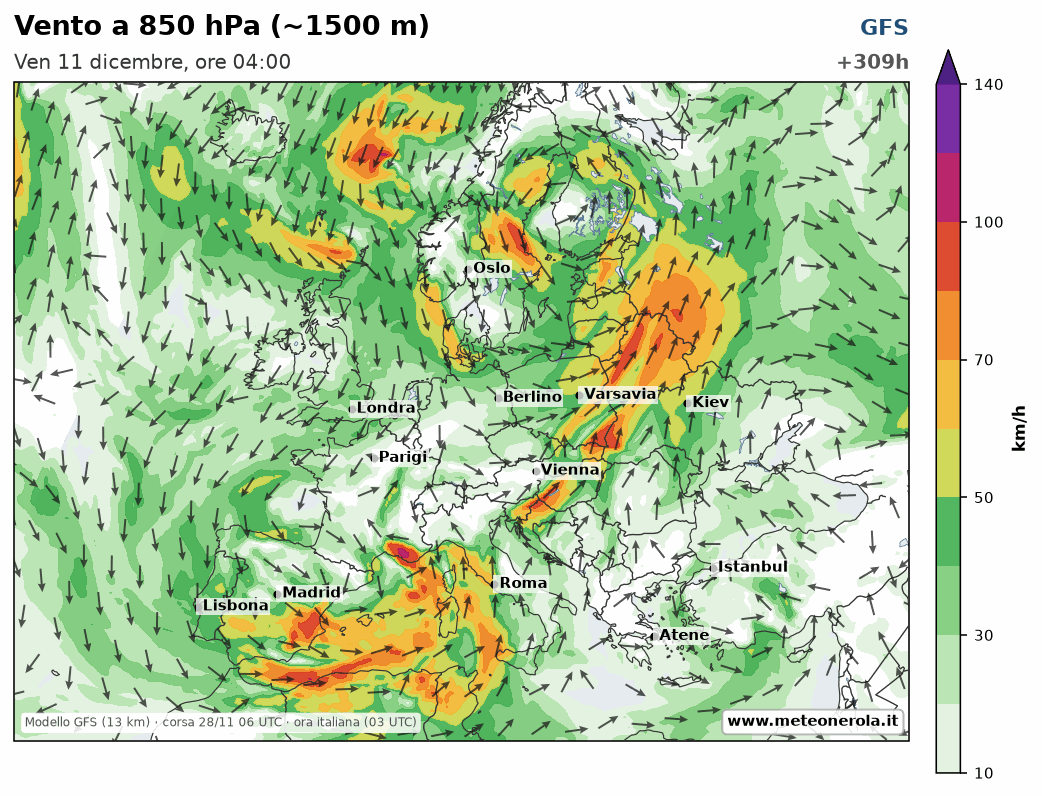 Vento a 850 hPa (~1500 m)
GFS
Ven 11 dicembre, ore 04:00
+309h
140
100
70
50
30
10
km/h
Oslo
Berlino
Varsavia
Kiev
Londra
Parigi
Vienna
Istanbul
Roma
Madrid
Lisbona
Atene
Modello GFS (13 km) · corsa 28/11 06 UTC · ora italiana (03 UTC)
www.meteonerola.it